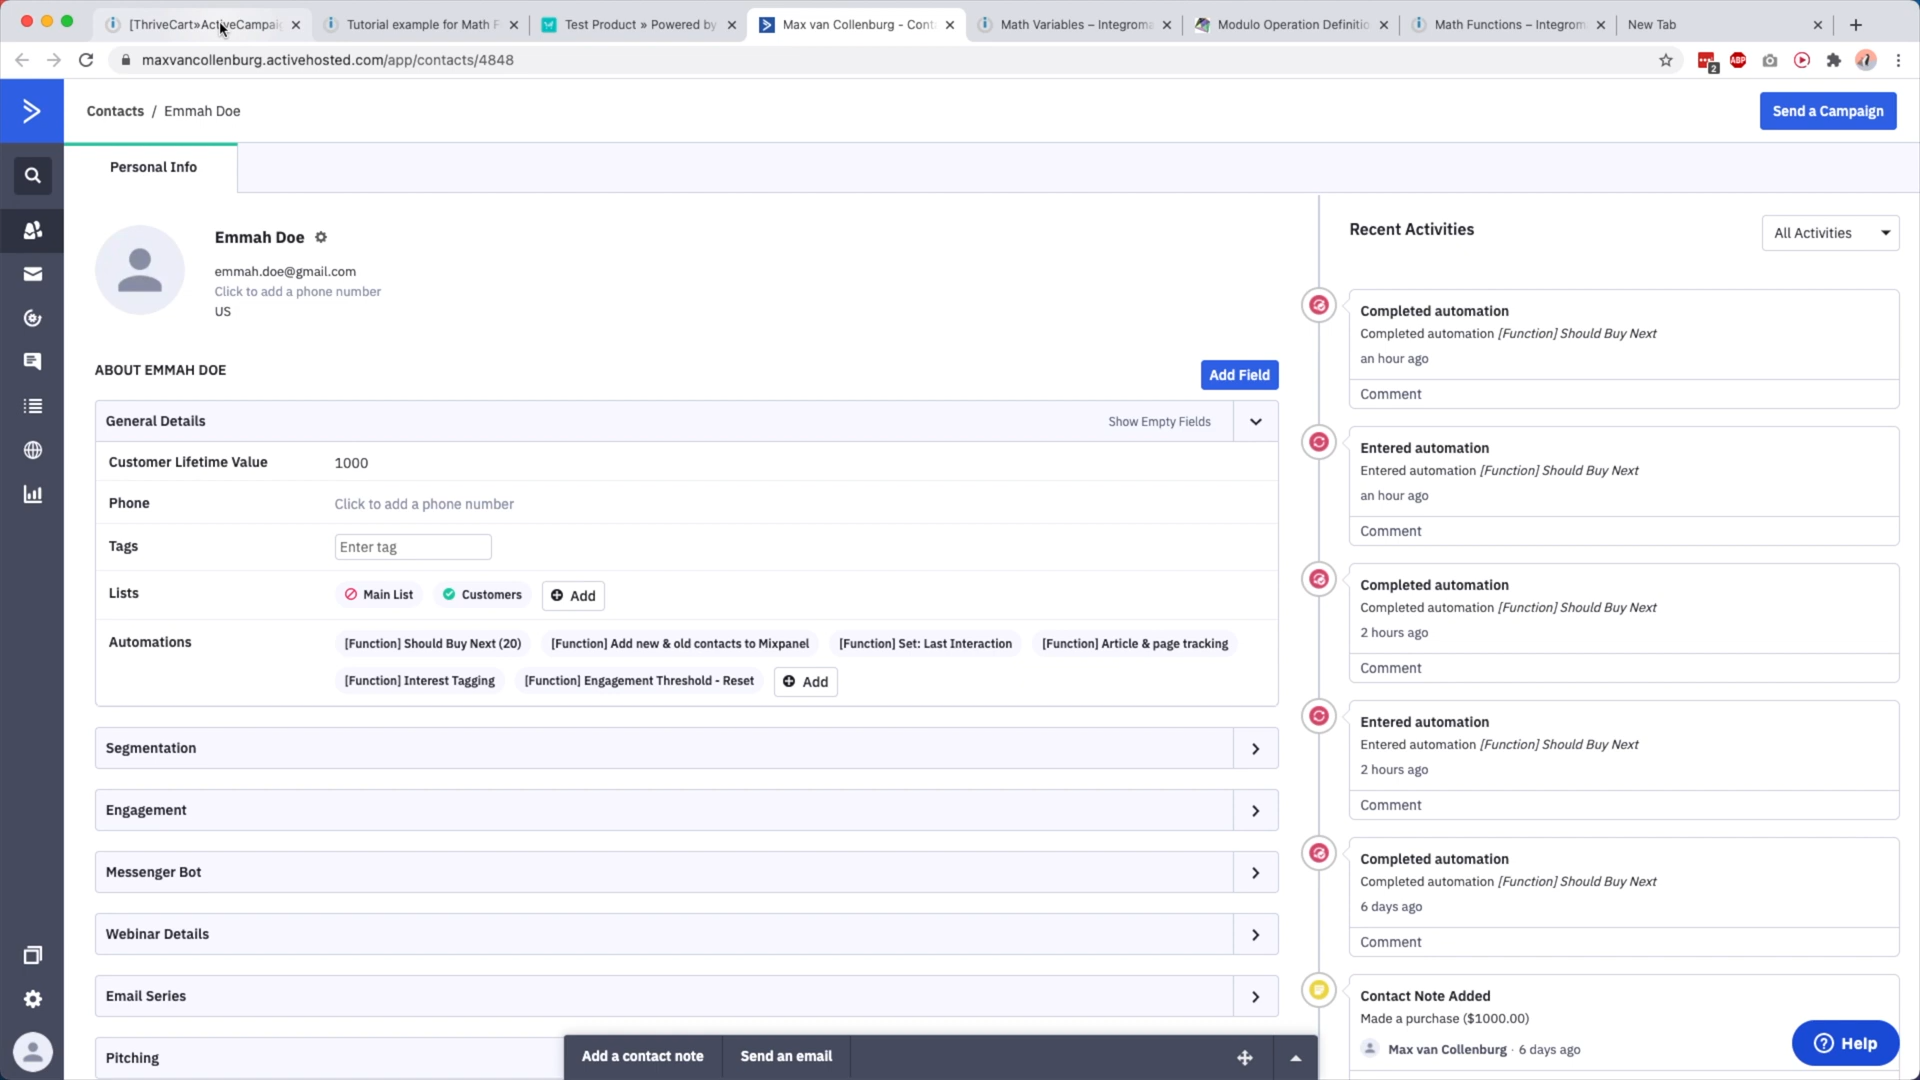 [ThriveCart»ActiveCampai
Tutorial example for Math F
Test Product » Powered by
Max van Collenburg - Cont
Math Variables – Integroma
Modulo Operation Definitio
Math Functions – Integrom
New Tab
maxvancollenburg.activehosted.com/app/contacts/4848
2
ABP
Contacts / Emmah Doe
Send a Campaign
Personal Info
Emmah Doe
emmah.doe@gmail.com
Click to add a phone number
US
ABOUT EMMAH DOE
Add Field
General Details
Show Empty Fields
Customer Lifetime Value
1000
Phone
Click to add a phone number
Tags
Enter tag
Lists
Main List
Customers
Add
Automations
[Function] Should Buy Next (20)
[Function] Add new & old contacts to Mixpanel
[Function] Set: Last Interaction
[Function] Article & page tracking
[Function] Interest Tagging
[Function] Engagement Threshold - Reset
Add
Segmentation
Engagement
Messenger Bot
Webinar Details
Email Series
Pitching
Add a contact note
Send an email
Recent Activities
All Activities
Completed automation
Completed automation [Function] Should Buy Next
an hour ago
Comment
Entered automation
Entered automation [Function] Should Buy Next
an hour ago
Comment
Completed automation
Completed automation [Function] Should Buy Next
2 hours ago
Comment
Entered automation
Entered automation [Function] Should Buy Next
2 hours ago
Comment
Completed automation
Completed automation [Function] Should Buy Next
6 days ago
Comment
Contact Note Added
Made a purchase ($1000.00)
Max van Collenburg · 6 days ago
Help